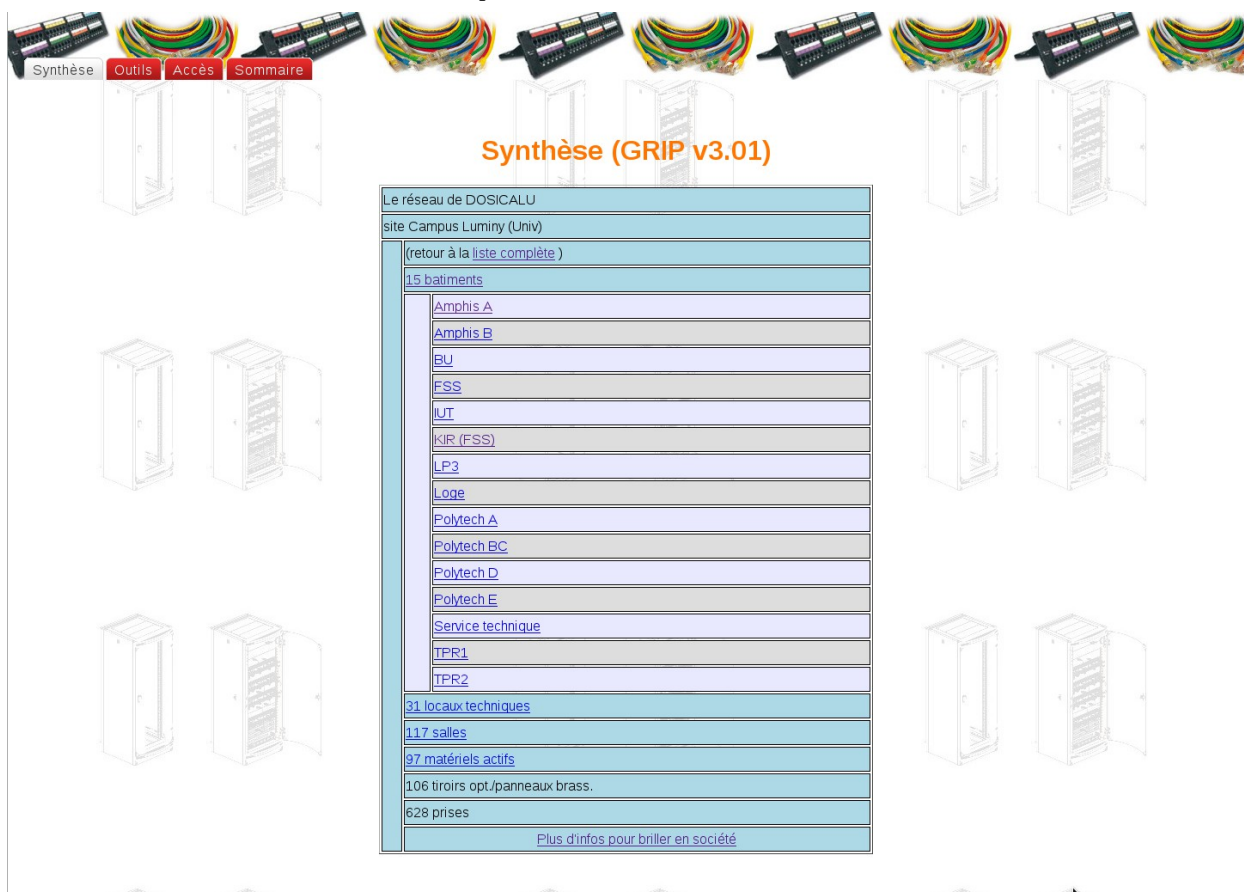 Synthèse Outils Accès Sommaire
Synthèse (GRIP v3.01)
Le réseau de DOSICALU
site Campus Luminy (Univ)
(retour à la liste complète )
15 batiments
Amphis A
Amphis B
BU
FSS
IUT
KIR (FSS)
LP3
Loge
Polytech A
Polytech BC
Polytech D
Polytech E
Service technique
TPR1
TPR2
31 locaux techniques
117 salles
97 matériels actifs
106 tiroirs opt./panneaux brass.
628 prises
Plus d'infos pour briller en société